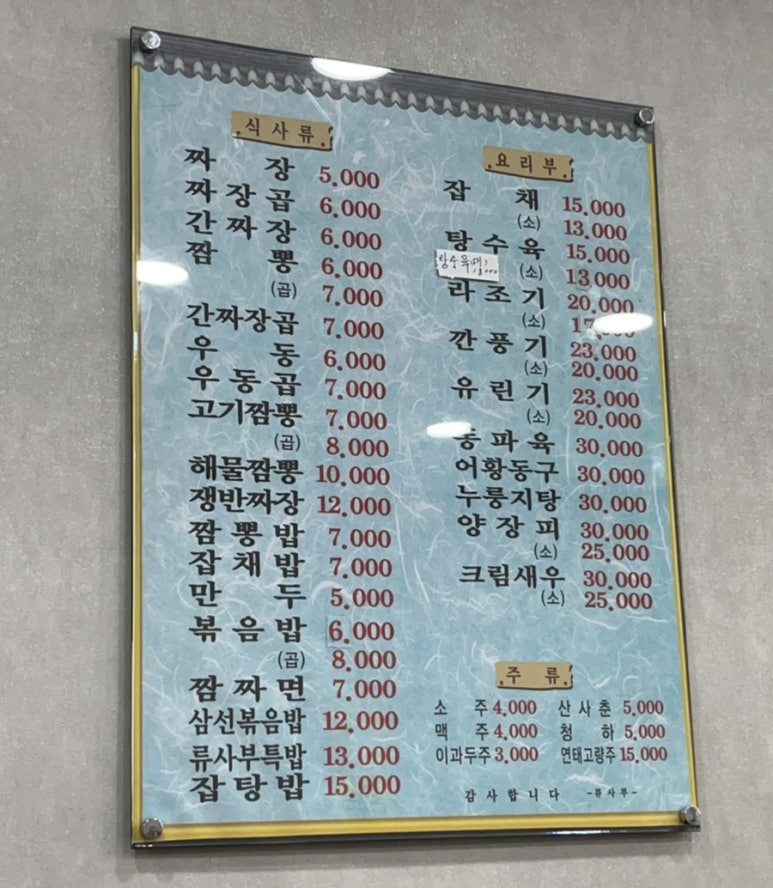 식사류
짜장 5.000
짜장곱 6.000
간짜장 6.000
짬뽕 6.000
(곱) 7.000
간짜장곱 7.000
우동 6.000
우동곱 7.000
고기짬뽕 7.000
(곱) 8.000
해물짬뽕 10.000
쟁반짜장 12.000
짬뽕밥 7.000
잡채밥 7.000
만두 5.000
볶음밥 6.000
(곱) 8.000
짬짜면 7.000
삼선볶음밥 12.000
류사부특밥 13.000
잡탕밥 15.000
요리부
잡채 15.000
(소) 13.000
탕수육 15.000
(소) 13.000
라조기 20.000
(소)
깐풍기 23.000
(소) 20.000
유린기 23.000
(소) 20.000
동파육 30.000
어황동구 30.000
누룽지탕 30.000
양장피 30.000
(소) 25.000
크림새우 30.000
(소) 25.000
주류
소주 4.000 산사춘 5.000
맥주 4.000 청하 5.000
이과두주 3.000 연태고량주 15.000
감사합니다 -류사부-